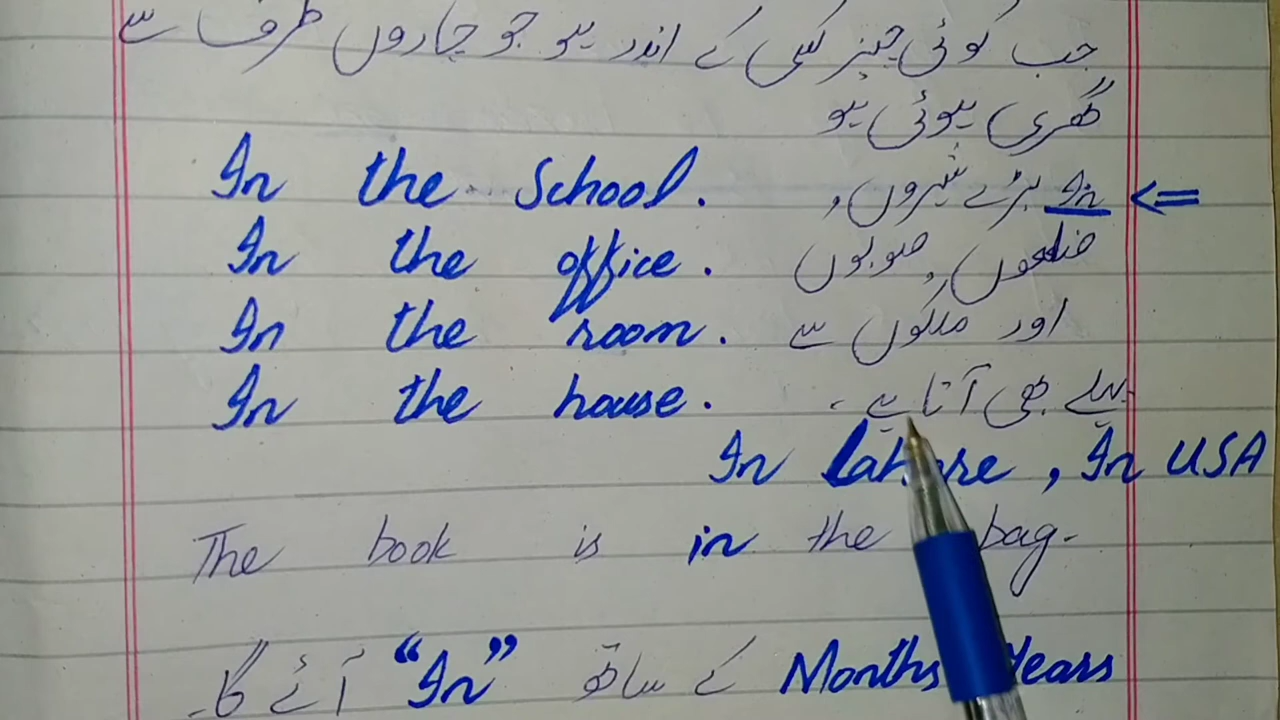 جب کوئی چیز کسی کے اندر ہو جو چاروں طرف سے
گھری ہوئی ہو
In the School. In بڑے شہروں, <=
In the office. ضلعوں, صوبوں
In the room. اور ملکوں سے
In the house. پہلے بھی آتا ہے۔
In Lahore, In USA
The book is in the bag.
Months Years کے ساتھ “In” آئے گا۔